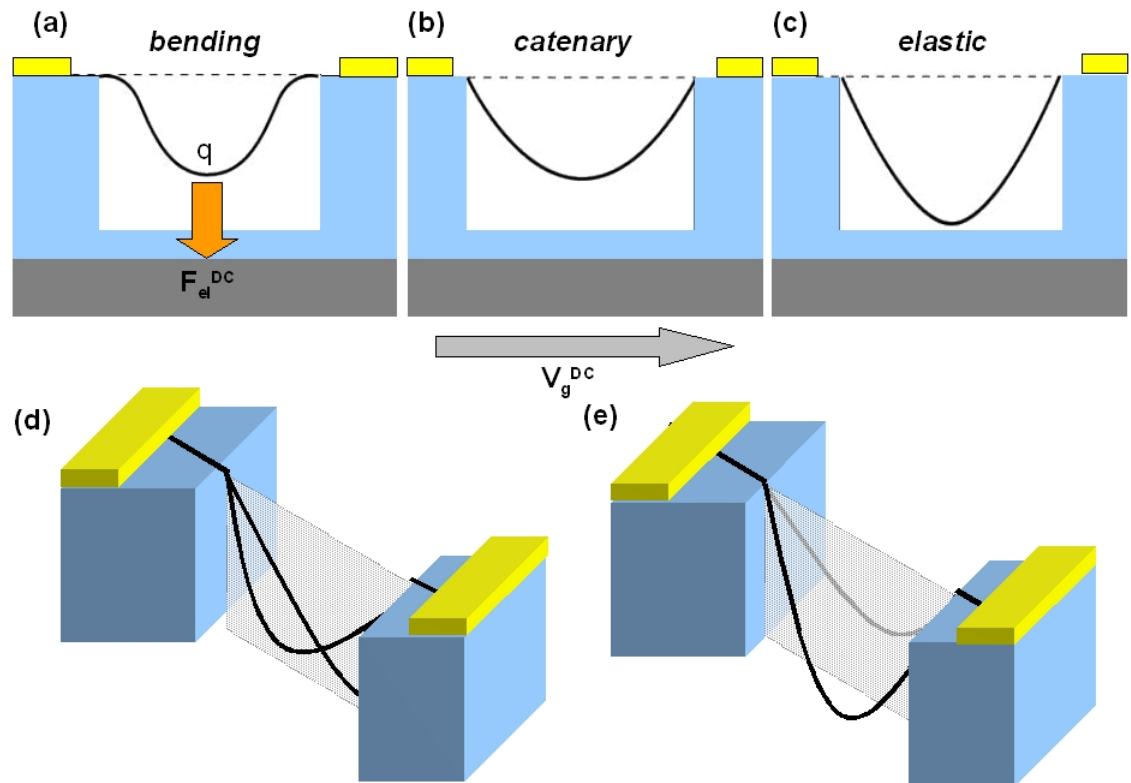 (a) bending
(b) catenary
(c) elastic
q
F_el^DC
V_g^DC
(d)
(e)